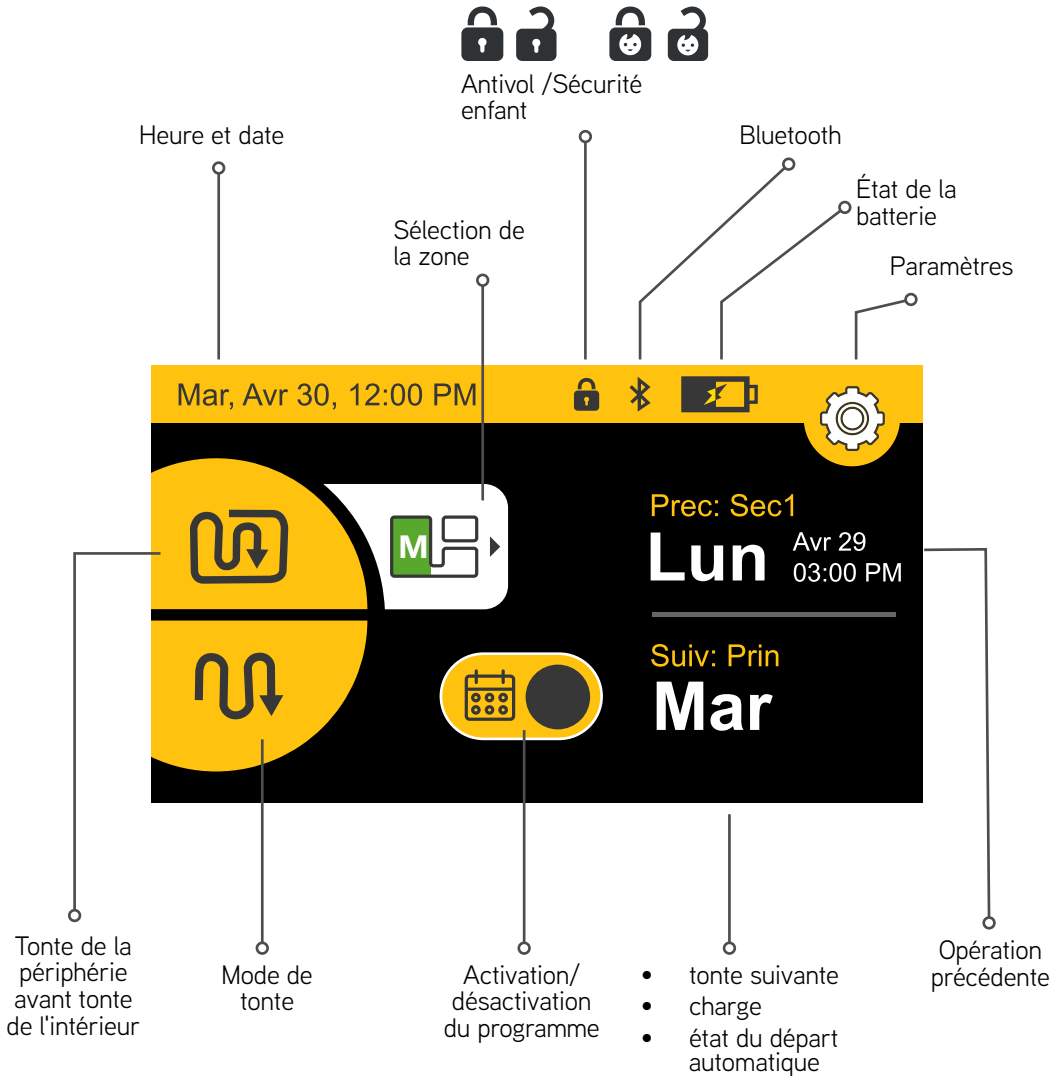 Antivol /Sécurité
enfant
Heure et date
Bluetooth
État de la
batterie
Sélection de
la zone
Paramètres
Mar, Avr 30, 12:00 PM
M
Prec: Sec1
Lun
Avr 29
03:00 PM
Suiv: Prin
Mar
Tonte de la
périphérie
avant tonte
de l'intérieur
Mode de
tonte
Activation/
désactivation
du programme
• tonte suivante
• charge
• état du départ
automatique
Opération
précédente